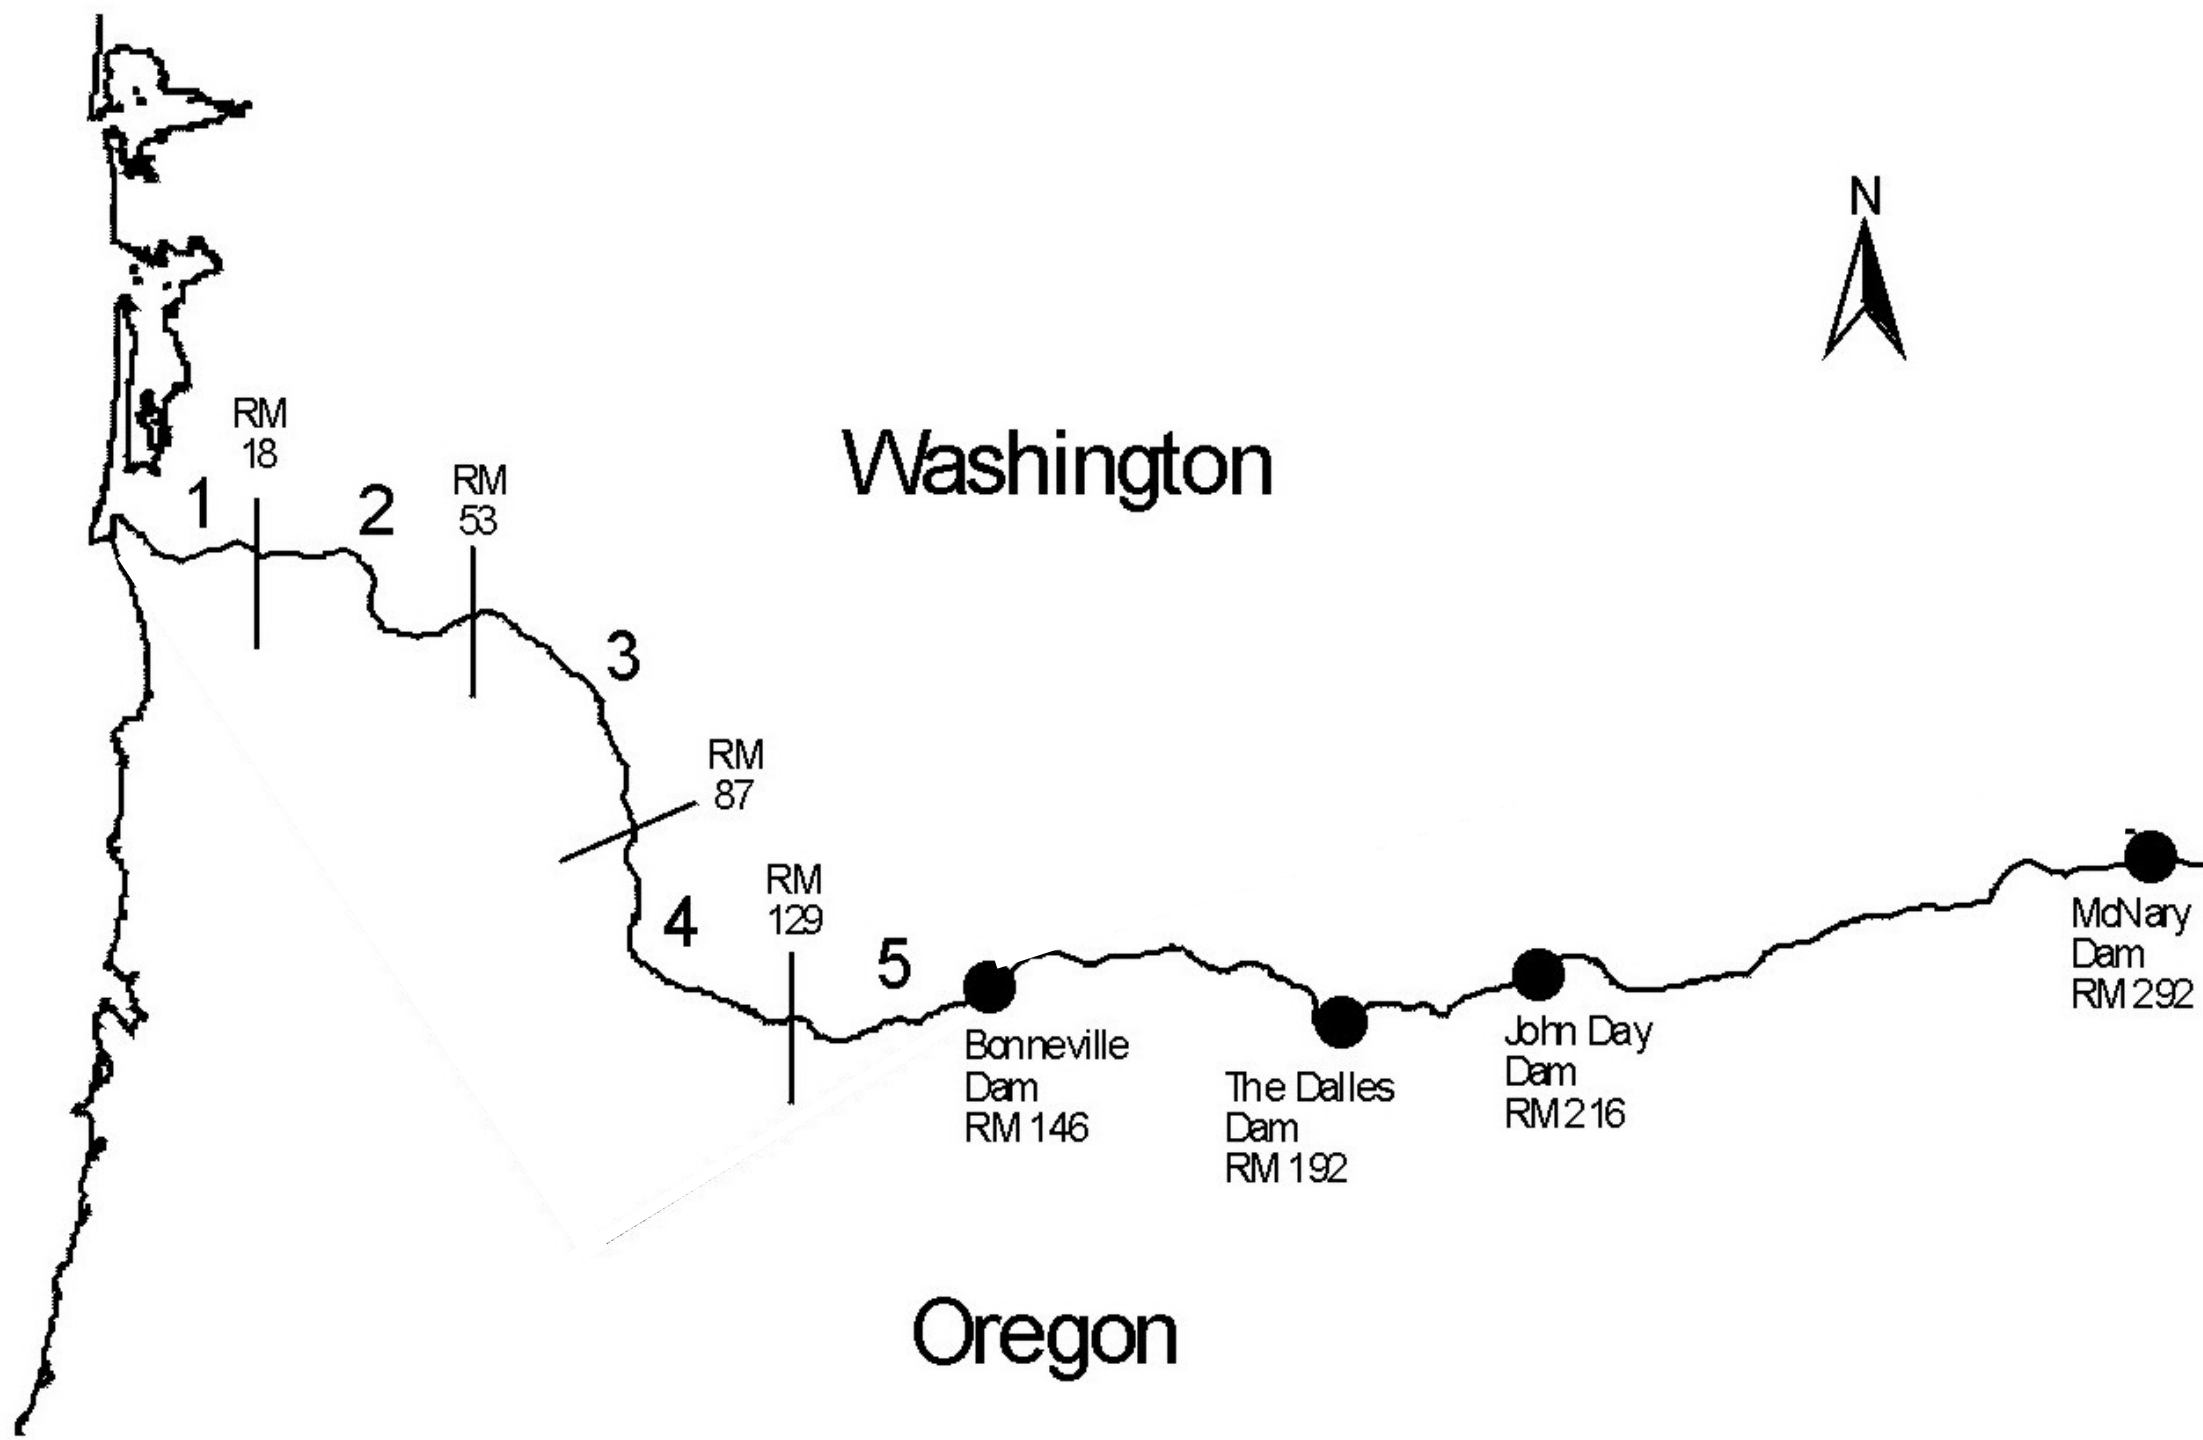 N
RM
18
1
2
RM
53
Washington
3
RM
87
4
RM
129
5
Bonneville
Dam
RM 146
The Dalles
Dam
RM 192
John Day
Dam
RM 216
McNary
Dam
RM 292
Oregon